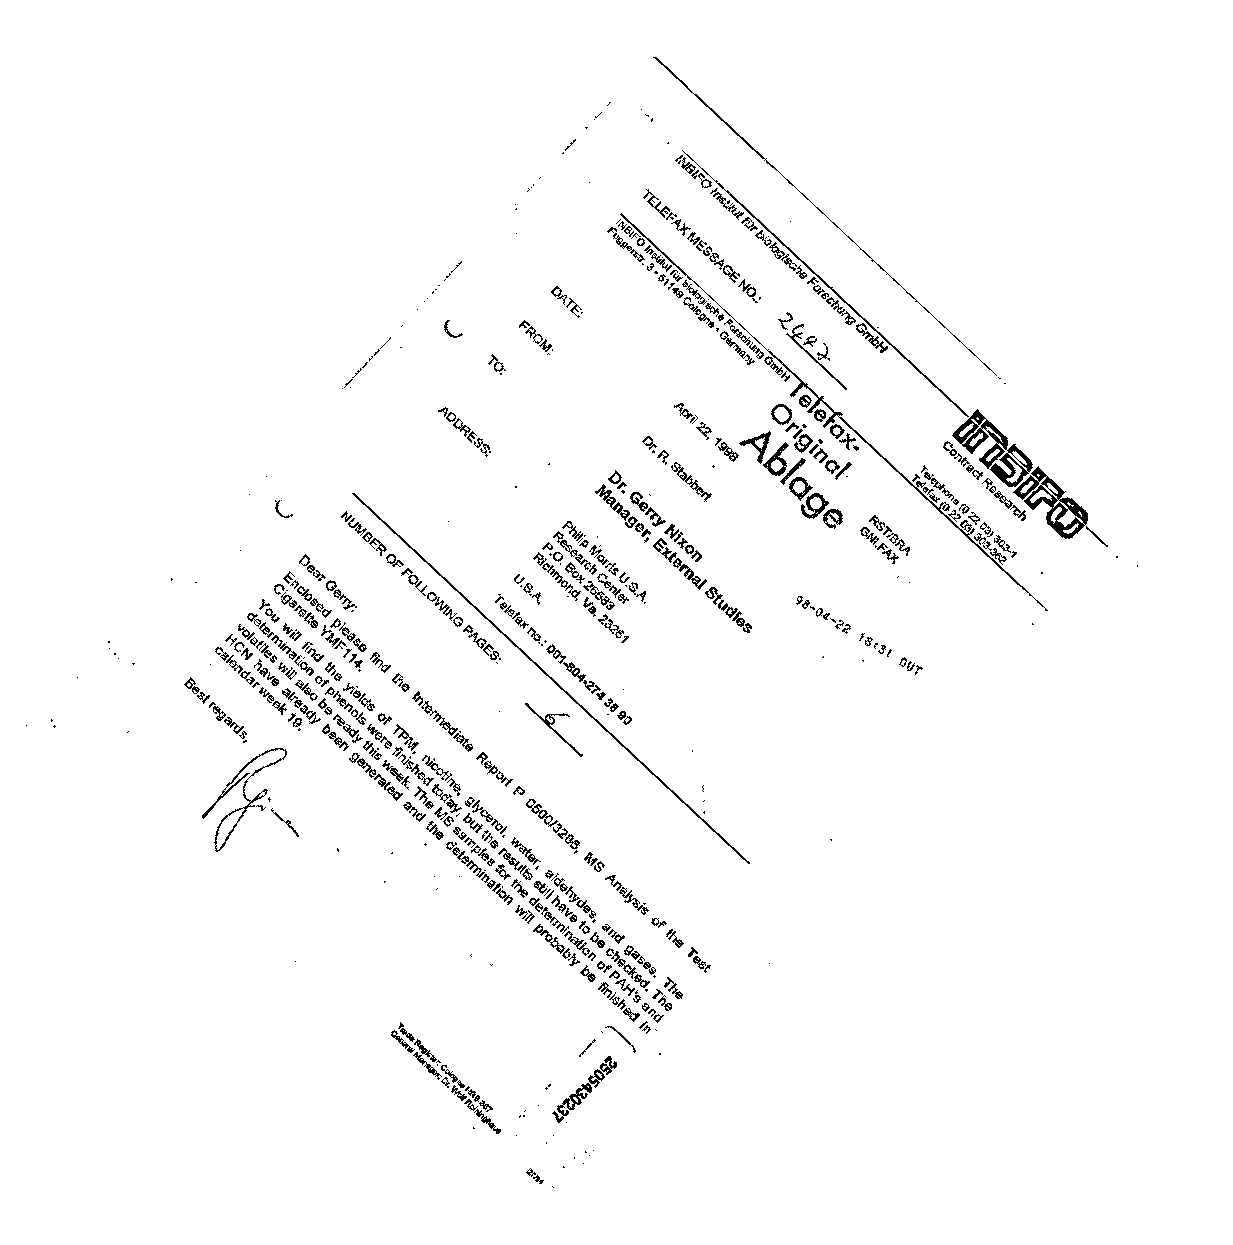 INBIFO Institut für biologische Forschung GmbH
INBIFO
Contract Research
TELEFAX MESSAGE NO.: 2442
INBIFO Institut für biologische Forschung GmbH
Fuggerstr. 3 • 51149 Cologne • Germany
Telephone (0 22 03) 303-1
Telefax (0 22 03) 303-362
Telefax-
Original
Ablage
RST/BRA
GNI.FAX
98-04-22 18:31 OUT
DATE: April 22, 1998
FROM: Dr. R. Stabbert
TO: Dr. Gerry Nixon
Manager, External Studies
ADDRESS: Philip Morris U.S.A.
Research Center
P.O. Box 26583
Richmond, Va. 23261
U.S.A.
Telefax no.: 001-804-274 38 90
NUMBER OF FOLLOWING PAGES: 6
Dear Gerry:
Enclosed please find the Intermediate Report P 0500/3288, MS Analysis of the Test
Cigarette YMF114.
You will find the yields of TPM, nicotine, glycerol, water, aldehydes, and gases. The
determination of phenols were finished today, but the results still have to be checked. The
volatiles will also be ready this week. The MS samples for the determination of PAH's and
HCN have already been generated and the determination will probably be finished in
calendar week 19.
Best regards,
Trade Register: Cologne HRB 367
General Manager: Dr.
2505430237